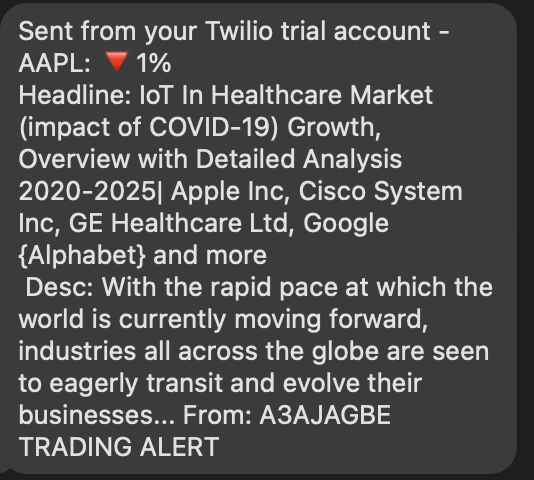 Sent from your Twilio trial account -
AAPL: 🔻 1%
Headline: IoT In Healthcare Market
(impact of COVID-19) Growth,
Overview with Detailed Analysis
2020-2025| Apple Inc, Cisco System
Inc, GE Healthcare Ltd, Google
{Alphabet} and more
Desc: With the rapid pace at which the
world is currently moving forward,
industries all across the globe are seen
to eagerly transit and evolve their
businesses... From: A3AJAGBE
TRADING ALERT